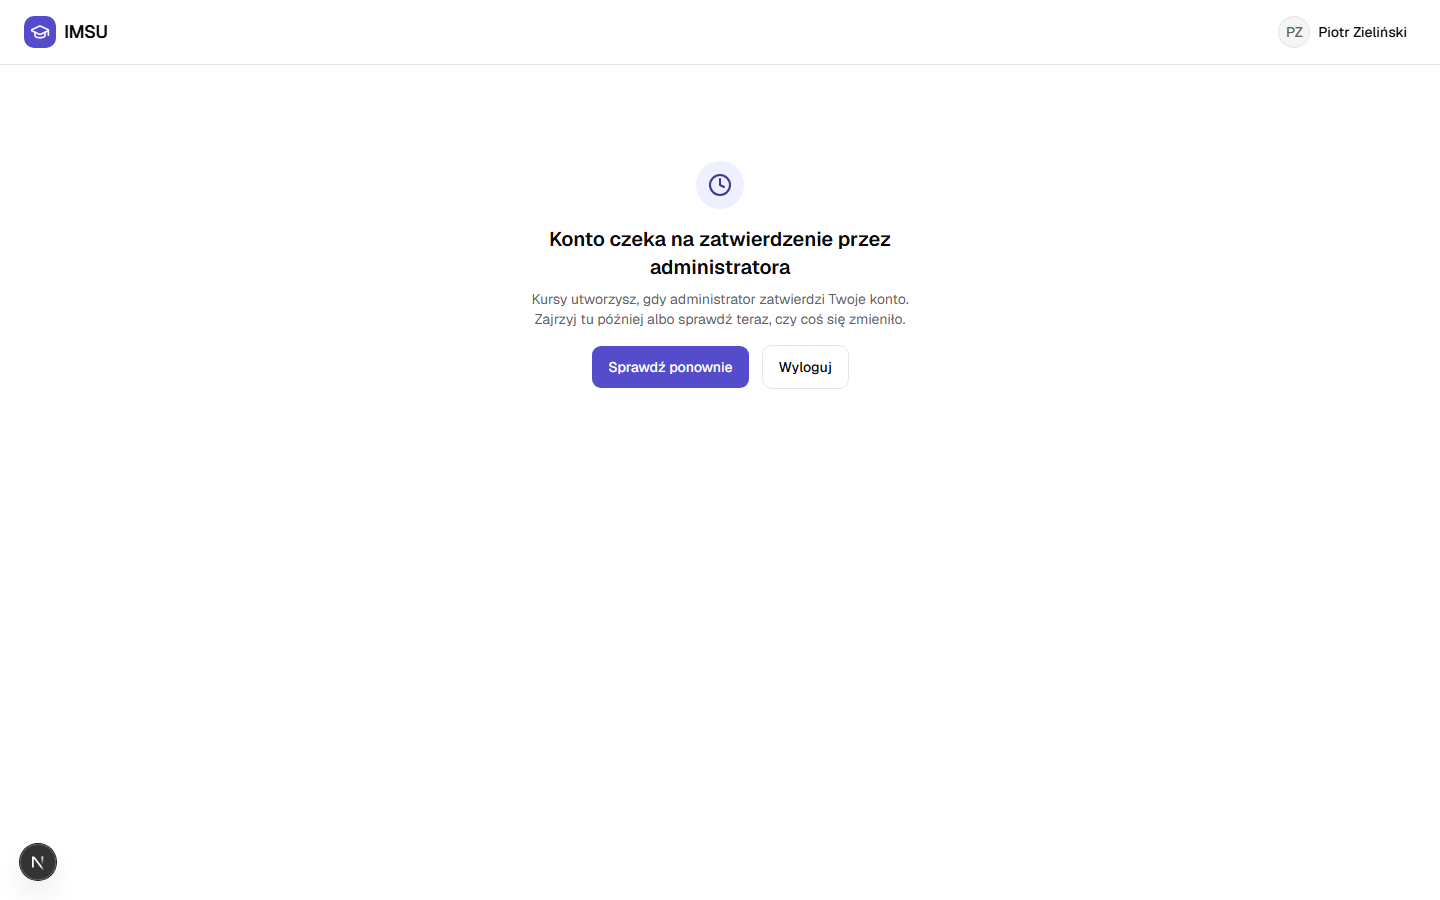 IMSU
PZ
Piotr Zieliński
Konto czeka na zatwierdzenie przez
administratora
Kursy utworzysz, gdy administrator zatwierdzi Twoje konto.
Zajrzyj tu później albo sprawdź teraz, czy coś się zmieniło.
Sprawdź ponownie
Wyloguj
N